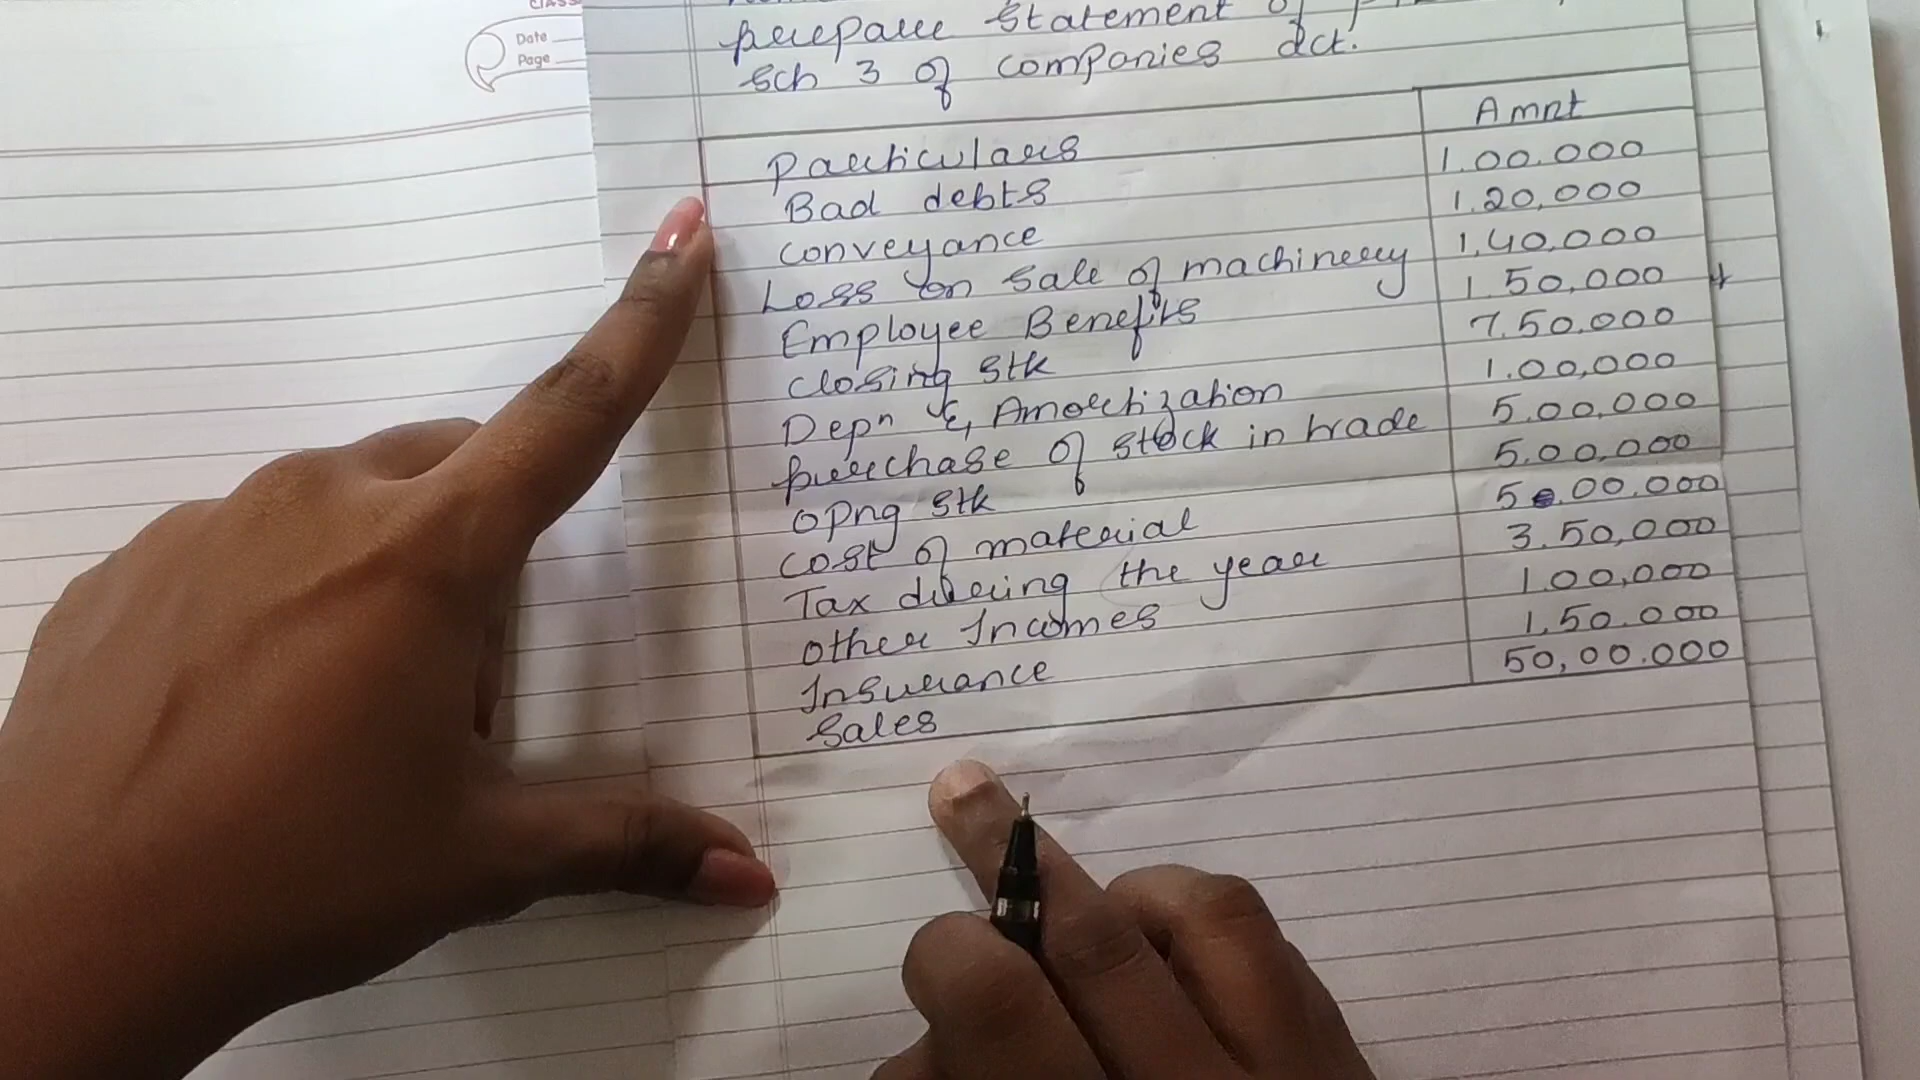 Date
Page
prepare statement of
Sch 3 of companies Act.
Particulars Amnt
Bad debts 1.00.000
conveyance 1.20,000
Loss on Sale of machinery 1,40,000
Employee Benefits 1.50,000
closing stk 7.50.000
Depn & Amortization 1.00,000
purchase of stock in trade 5.00,000
opng stk 5.00,000
cost of material 5.00.000
Tax during the year 3.50,000
other Incomes 1.00,000
Insurance 1,50.000
Sales 50,00.000